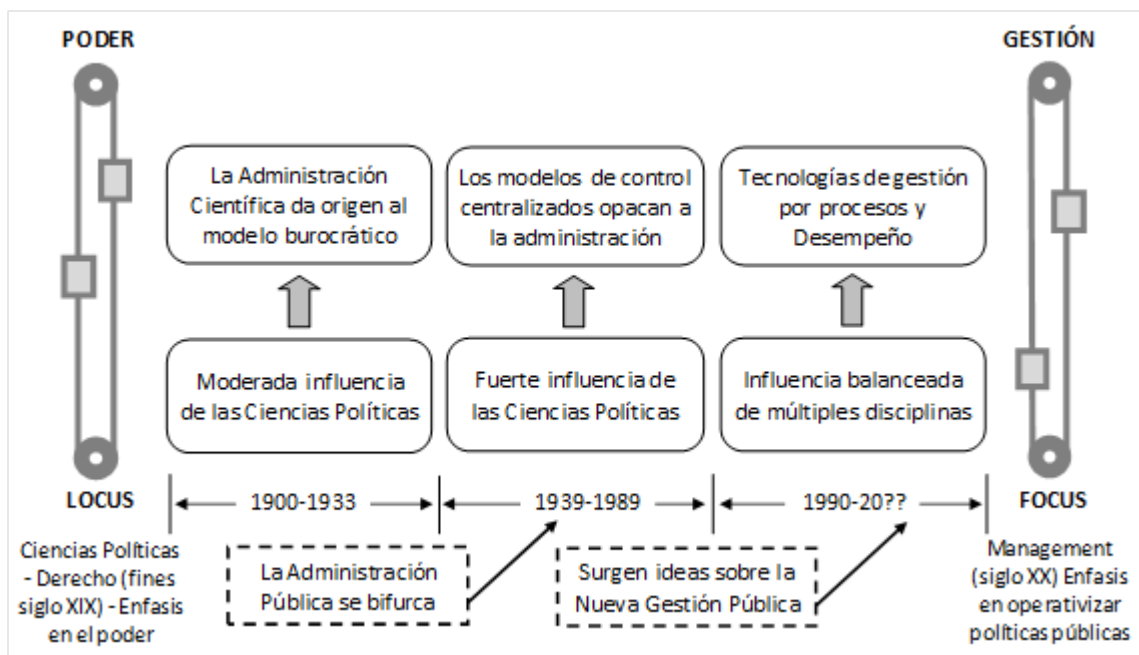 PODER
GESTIÓN
La Administración
Científica da origen al
modelo burocrático
Los modelos de control
centralizados opacan a
la administración
Tecnologías de gestión
por procesos y
Desempeño
Moderada influencia
de las Ciencias Políticas
Fuerte influencia de
las Ciencias Políticas
Influencia balanceada
de múltiples disciplinas
LOCUS
1900-1933
1939-1989
1990-20??
FOCUS
Ciencias Políticas
- Derecho (fines
siglo XIX) - Enfasis
en el poder
La Administración
Pública se bifurca
Surgen ideas sobre la
Nueva Gestión Pública
Management
(siglo XX) Enfasis
en operativizar
políticas públicas